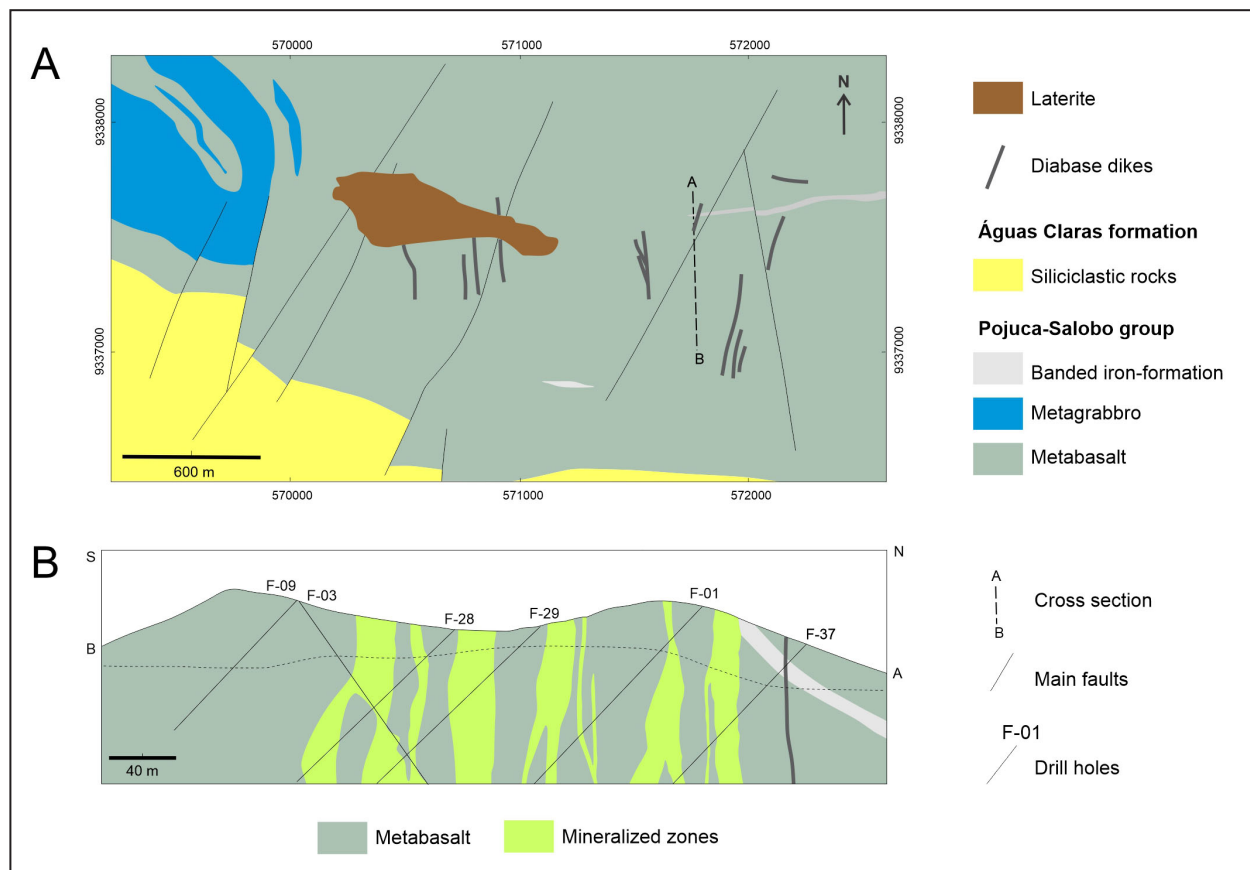 A
570000
571000
572000
9338000
N
9338000
A
B
9337000
9337000
600 m
570000
571000
572000
Laterite
Diabase dikes
Águas Claras formation
Siliciclastic rocks
Pojuca-Salobo group
Banded iron-formation
Metagrabbro
Metabasalt
B
S
N
F-09
F-03
F-28
F-29
F-01
F-37
B
A
40 m
A
B
Cross section
Main faults
F-01
Drill holes
Metabasalt
Mineralized zones